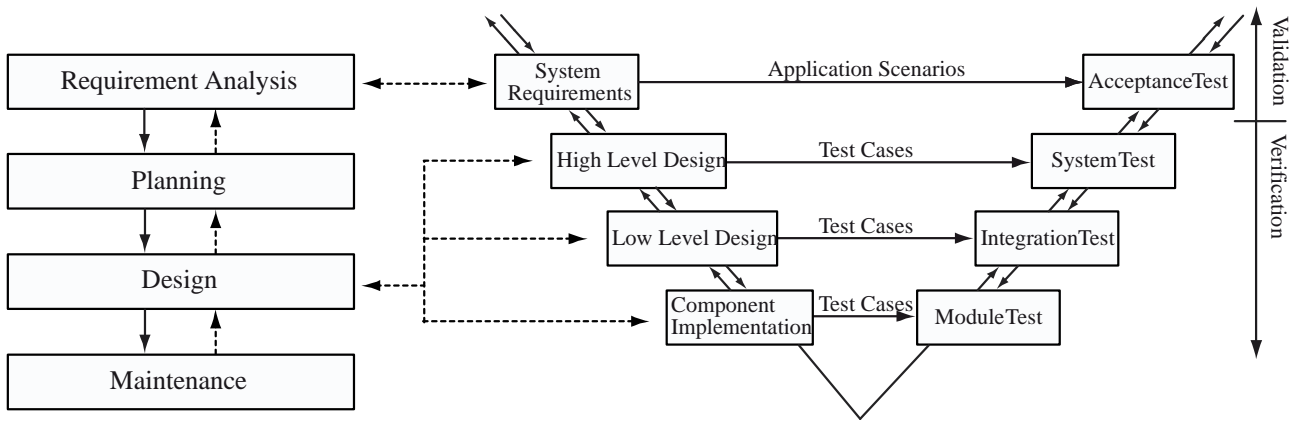 Requirement Analysis
Planning
Design
Maintenance
System
Requirements
Application Scenarios
AcceptanceTest
High Level Design
Test Cases
SystemTest
Low Level Design
Test Cases
IntegrationTest
Component
Implementation
Test Cases
ModuleTest
Validation
Verification